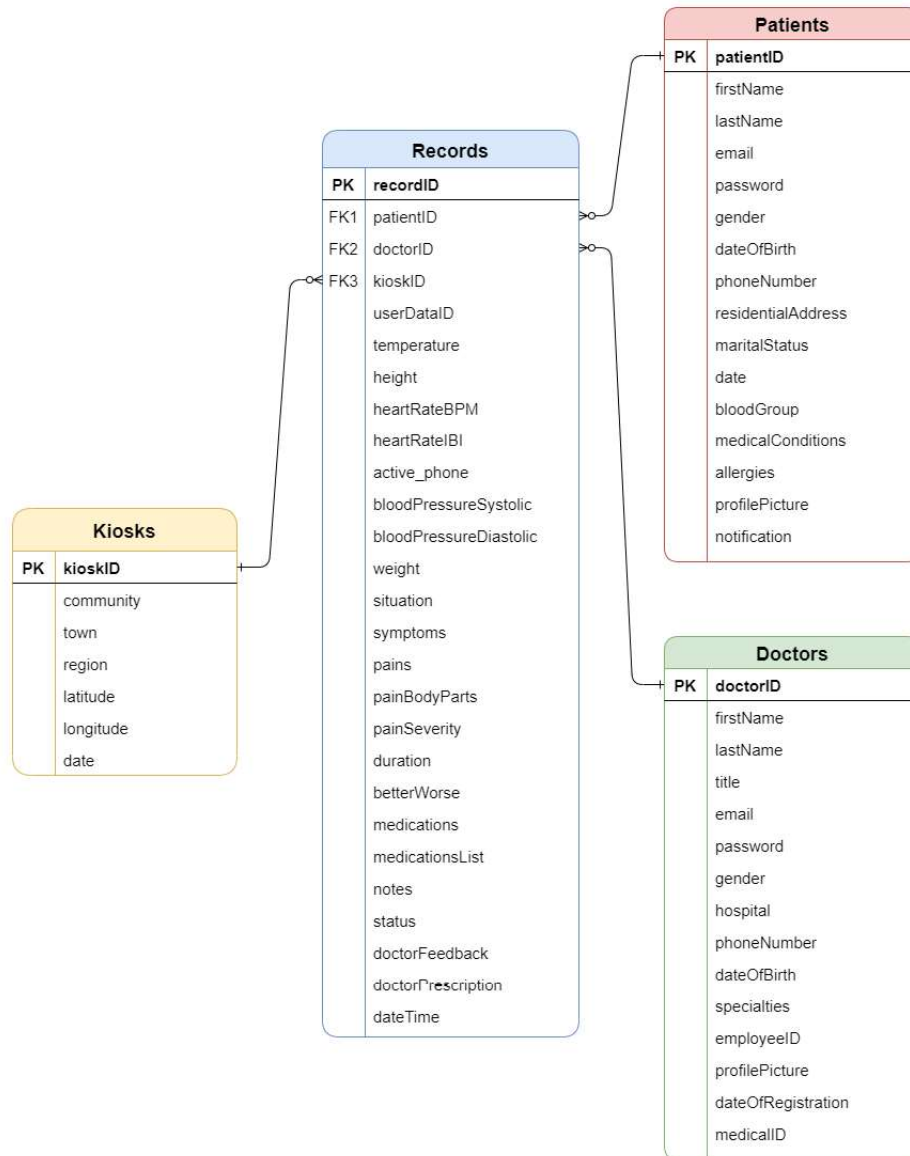 Patients
PK patientID
firstName
lastName
email
password
gender
dateOfBirth
phoneNumber
residentialAddress
maritalStatus
date
bloodGroup
medicalConditions
allergies
profilePicture
notification
Records
PK recordID
FK1 patientID
FK2 doctorID
FK3 kioskID
userDataID
temperature
height
heartRateBPM
heartRateIBI
active_phone
bloodPressureSystolic
bloodPressureDiastolic
weight
situation
symptoms
pains
painBodyParts
painSeverity
duration
betterWorse
medications
medicationsList
notes
status
doctorFeedback
doctorPrescription
dateTime
Kiosks
PK kioskID
community
town
region
latitude
longitude
date
Doctors
PK doctorID
firstName
lastName
title
email
password
gender
hospital
phoneNumber
dateOfBirth
specialties
employeeID
profilePicture
dateOfRegistration
medicalID